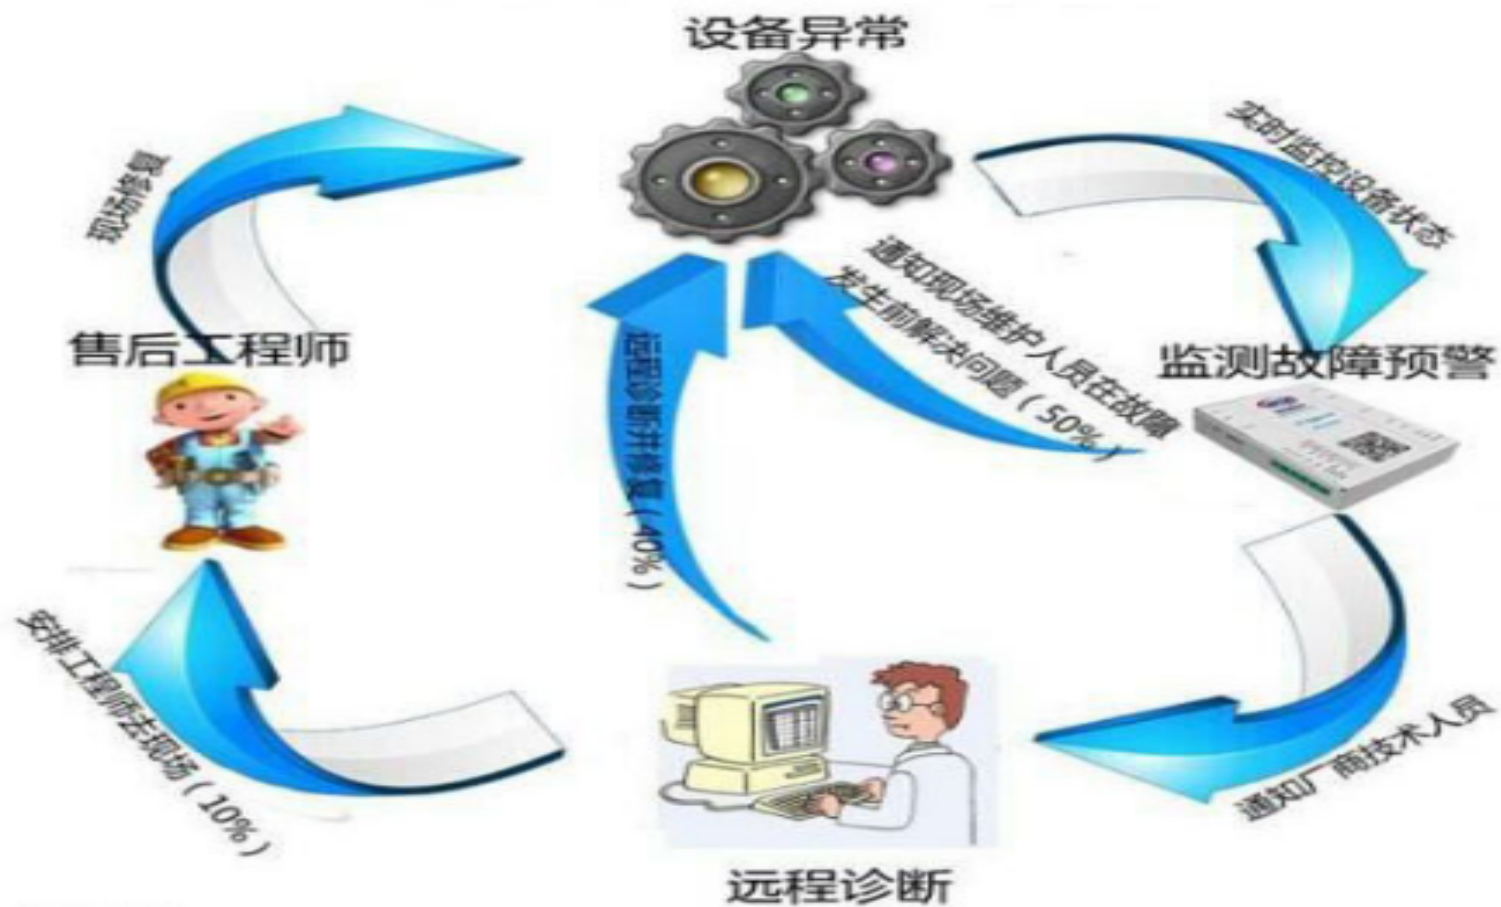 设备异常
实时监控设备状态
现场修复
通知现场维护人员在故障
发生前解决问题（50%）
售后工程师
监测故障预警
远程诊断并修复（40%）
安排工程师去现场（10%）
通知厂商技术人员
远程诊断